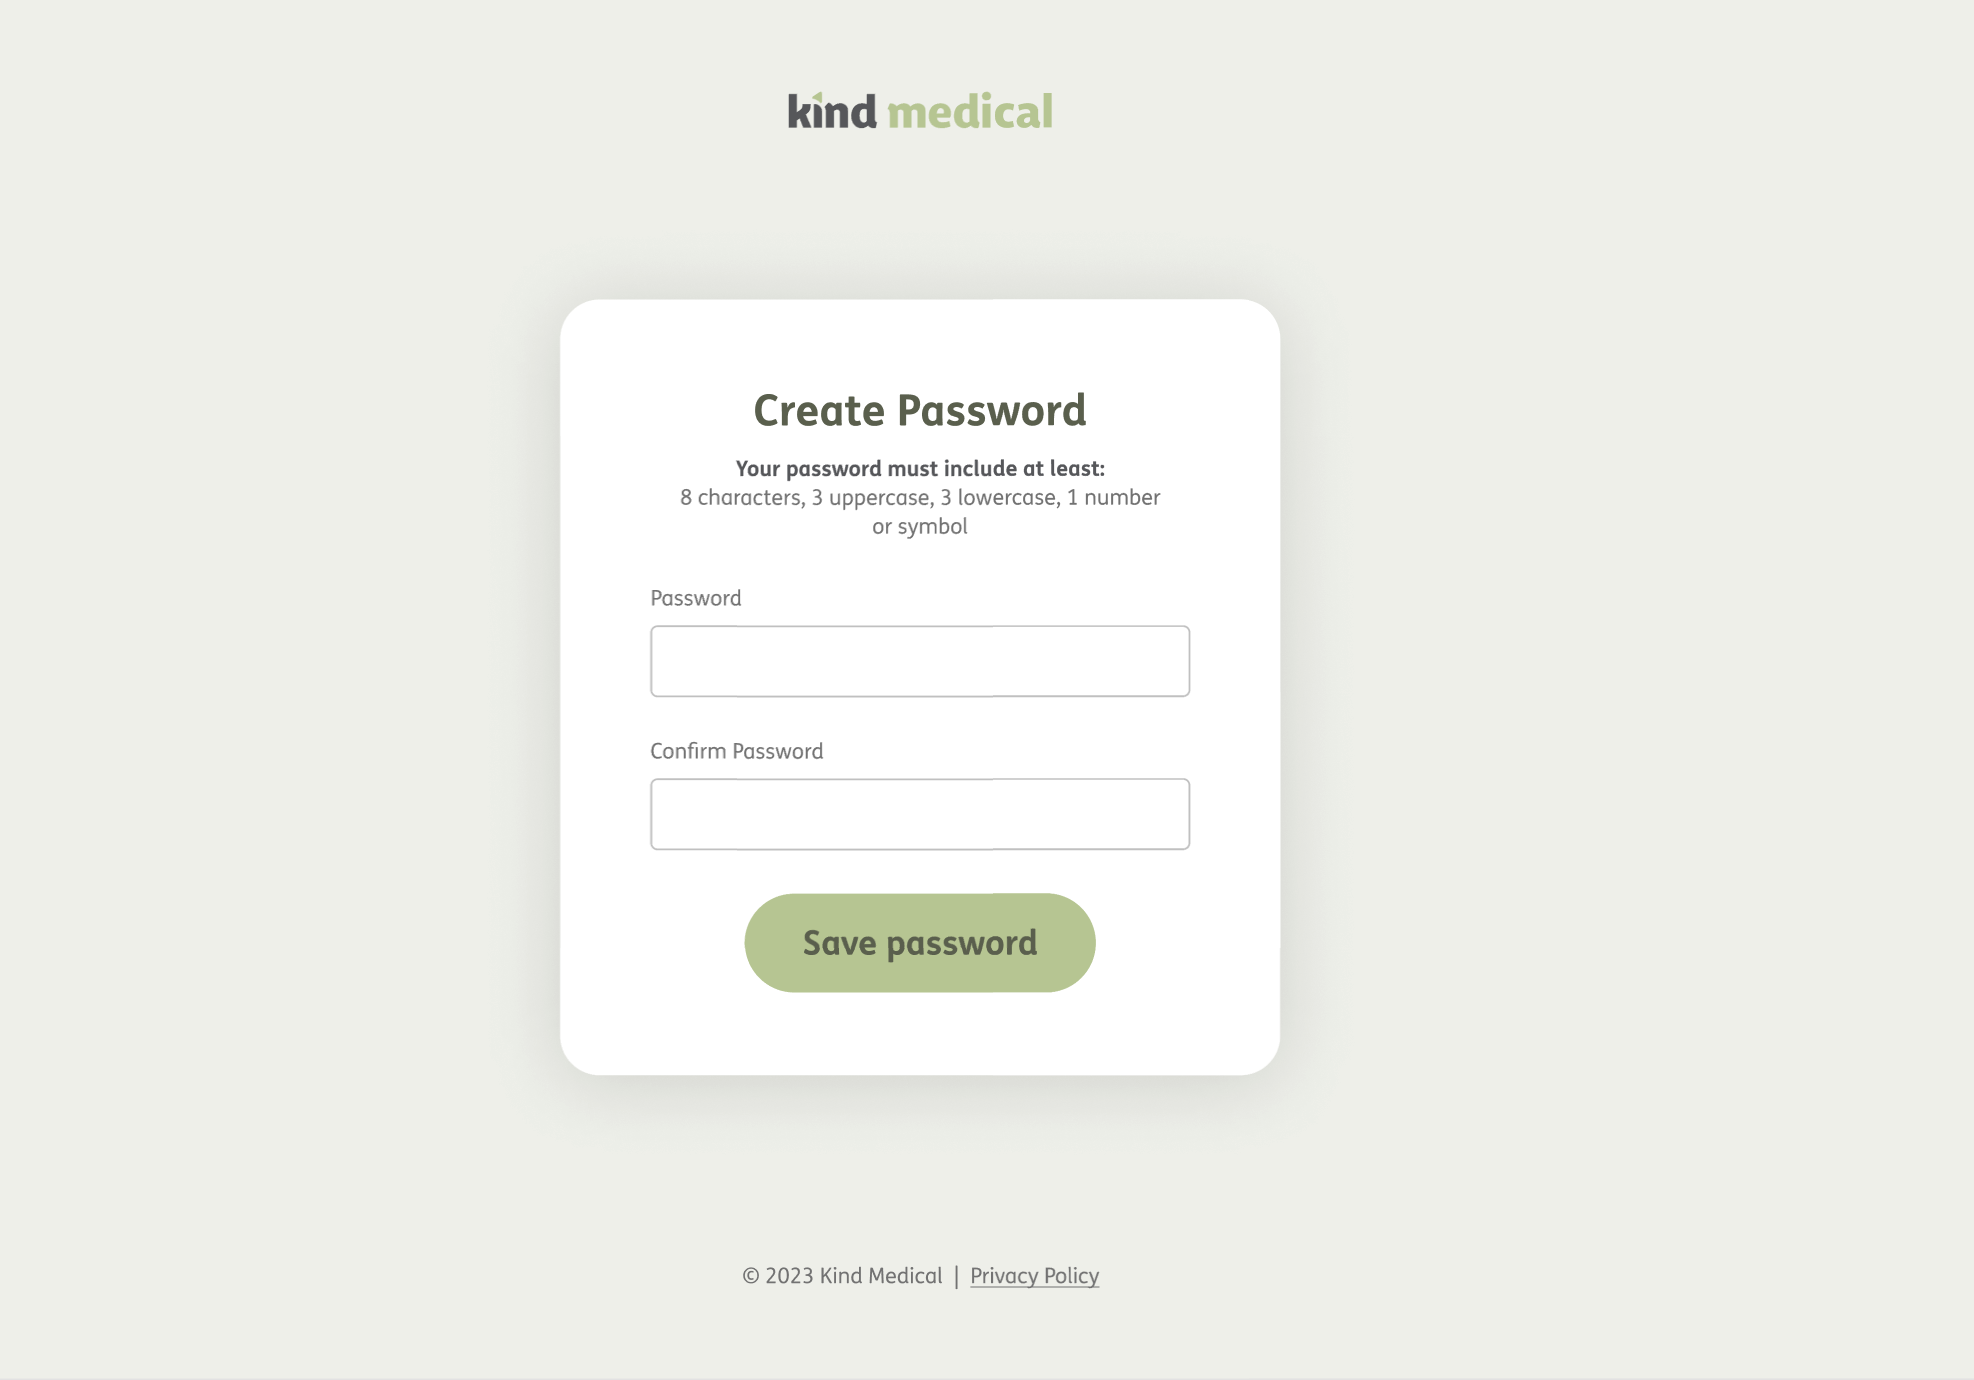 kind medical
Create Password
Your password must include at least:
8 characters, 3 uppercase, 3 lowercase, 1 number
or symbol
Password
Confirm Password
Save password
© 2023 Kind Medical | Privacy Policy